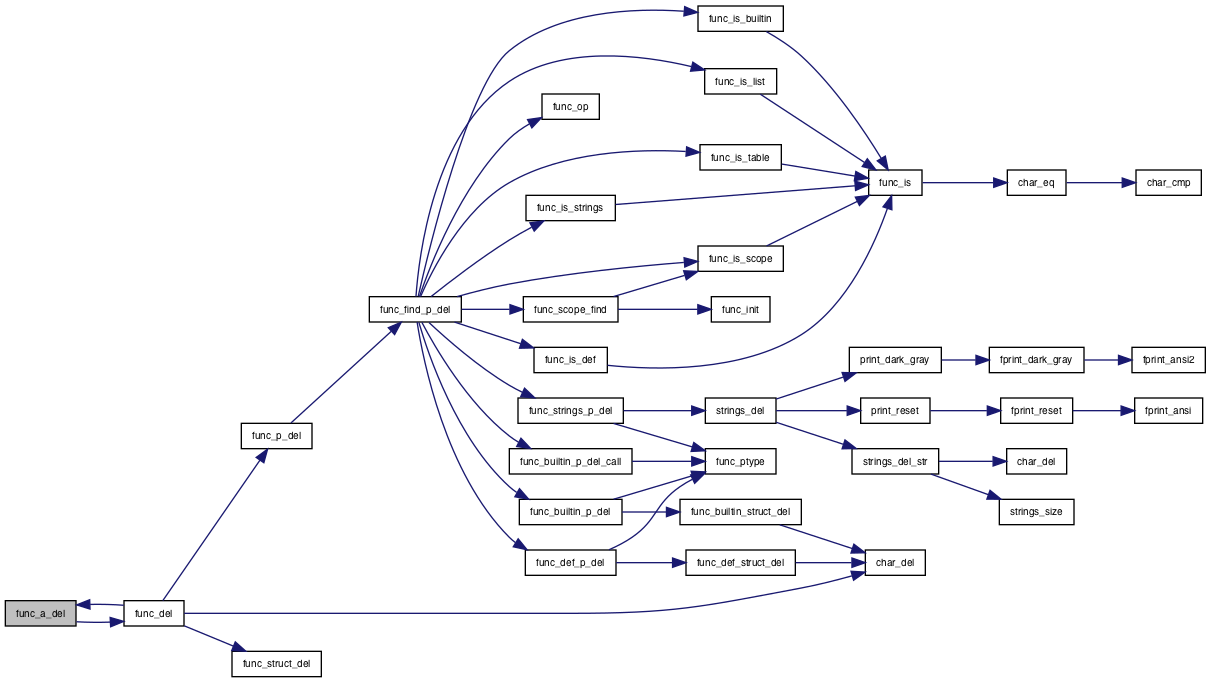 func_is_builtin
func_is_list
func_op
func_is_table
func_is
char_eq
char_cmp
func_is_strings
func_is_scope
func_find_p_del
func_scope_find
func_init
func_is_def
print_dark_gray
fprint_dark_gray
fprint_ansi2
func_strings_p_del
strings_del
print_reset
fprint_reset
fprint_ansi
func_p_del
func_builtin_p_del_call
func_ptype
strings_del_str
char_del
func_builtin_p_del
func_builtin_struct_del
strings_size
func_def_p_del
func_def_struct_del
char_del
func_a_del
func_del
func_struct_del